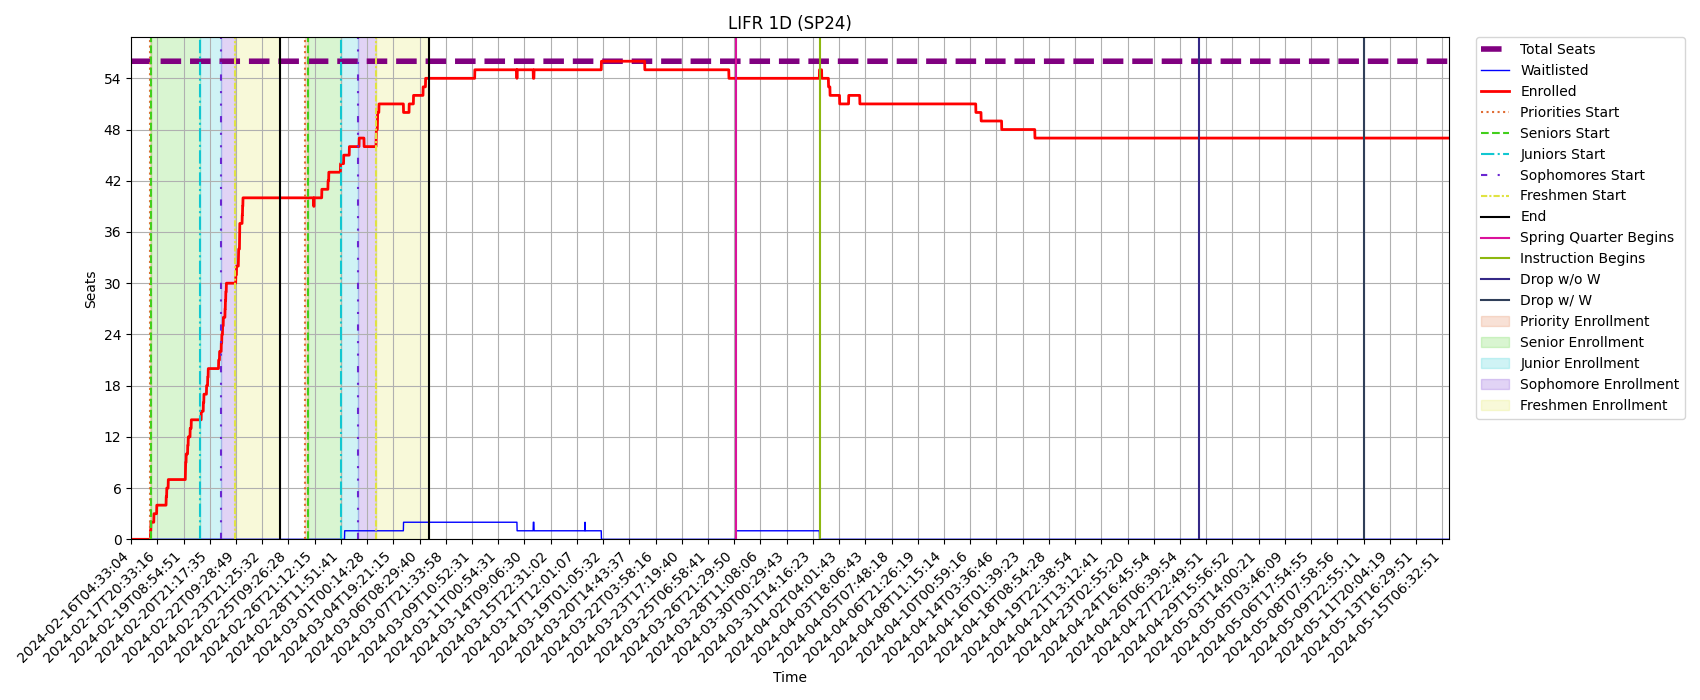 LIFR 1D (SP24)
Seats
54
48
42
36
30
24
18
12
6
0
2024-02-16T04:33:04
2024-02-17T20:33:16
2024-02-19T08:54:51
2024-02-20T21:17:35
2024-02-22T09:28:49
2024-02-23T21:25:32
2024-02-25T09:26:28
2024-02-26T21:12:15
2024-02-28T11:51:41
2024-03-01T00:14:28
2024-03-04T19:21:15
2024-03-06T08:29:40
2024-03-07T21:33:58
2024-03-11T00:54:31
2024-03-14T09:06:30
2024-03-15T22:31:02
2024-03-17T12:01:07
2024-03-19T01:05:32
2024-03-20T14:43:37
2024-03-22T03:58:16
2024-03-23T17:19:40
2024-03-25T06:58:41
2024-03-26T21:29:50
2024-03-28T11:08:06
2024-03-30T00:29:43
2024-03-31T14:16:23
2024-04-02T04:01:43
2024-04-03T18:06:43
2024-04-05T07:48:18
2024-04-06T21:26:19
2024-04-08T11:15:14
2024-04-10T00:59:16
2024-04-14T03:36:46
2024-04-16T01:39:23
2024-04-18T08:54:28
2024-04-19T22:38:54
2024-04-21T13:12:41
2024-04-23T02:55:20
2024-04-24T16:45:54
2024-04-26T06:39:54
2024-04-27T22:49:51
2024-04-29T15:56:52
2024-05-03T14:00:21
2024-05-05T03:46:09
2024-05-06T17:54:55
2024-05-08T07:58:56
2024-05-09T22:55:11
2024-05-11T20:04:19
2024-05-13T16:29:51
2024-05-15T06:32:51
Time
Total Seats
Waitlisted
Enrolled
Priorities Start
Seniors Start
Juniors Start
Sophomores Start
Freshmen Start
End
Spring Quarter Begins
Instruction Begins
Drop w/o W
Drop w/ W
Priority Enrollment
Senior Enrollment
Junior Enrollment
Sophomore Enrollment
Freshmen Enrollment